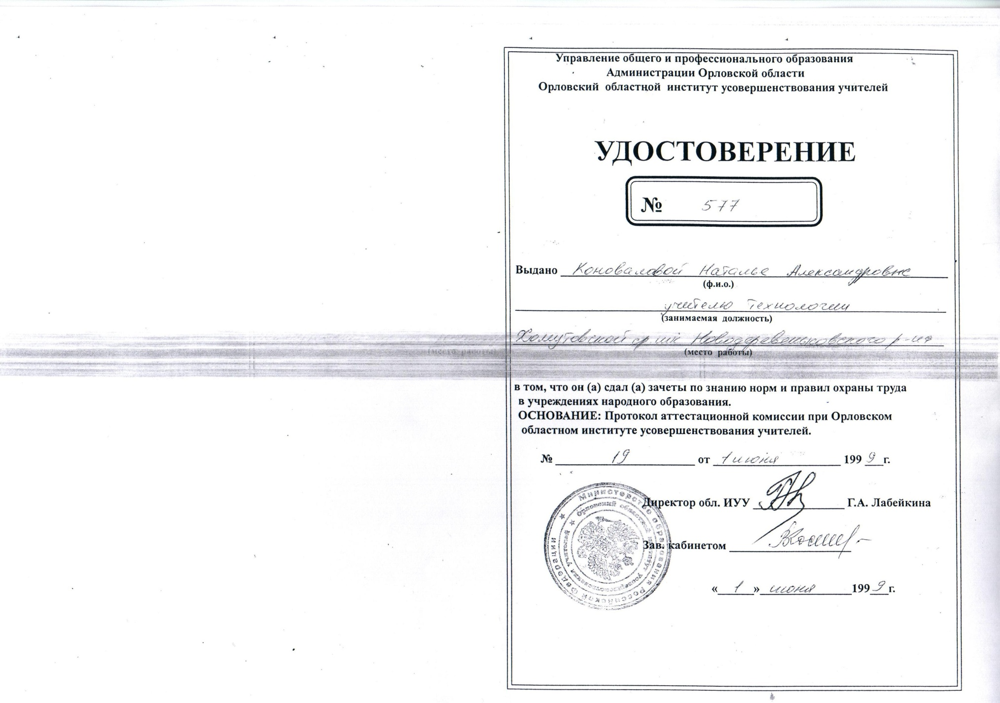 Управление общего и профессионального образования
Администрации Орловской области
Орловский областной институт усовершенствования учителей
УДОСТОВЕРЕНИЕ
№ 577
Выдано Коноваловой Наталье Александровне
(ф.и.о.)
учителю технологии
(занимаемая должность)
Хомутовской ср. шк Новодеревеньковского р-на
(место работы)
в том, что он (а) сдал (а) зачеты по знанию норм и правил охраны труда
в учреждениях народного образования.
ОСНОВАНИЕ: Протокол аттестационной комиссии при Орловском
областном институте усовершенствования учителей.
№ 19 от 1 июня 1999 г.
Министерство образования Российской Федерации
Орловский областной институт усовершенствования учителей
Директор обл. ИУУ Г.А. Лабейкина
Зав. кабинетом
« 1 » июня 1999 г.